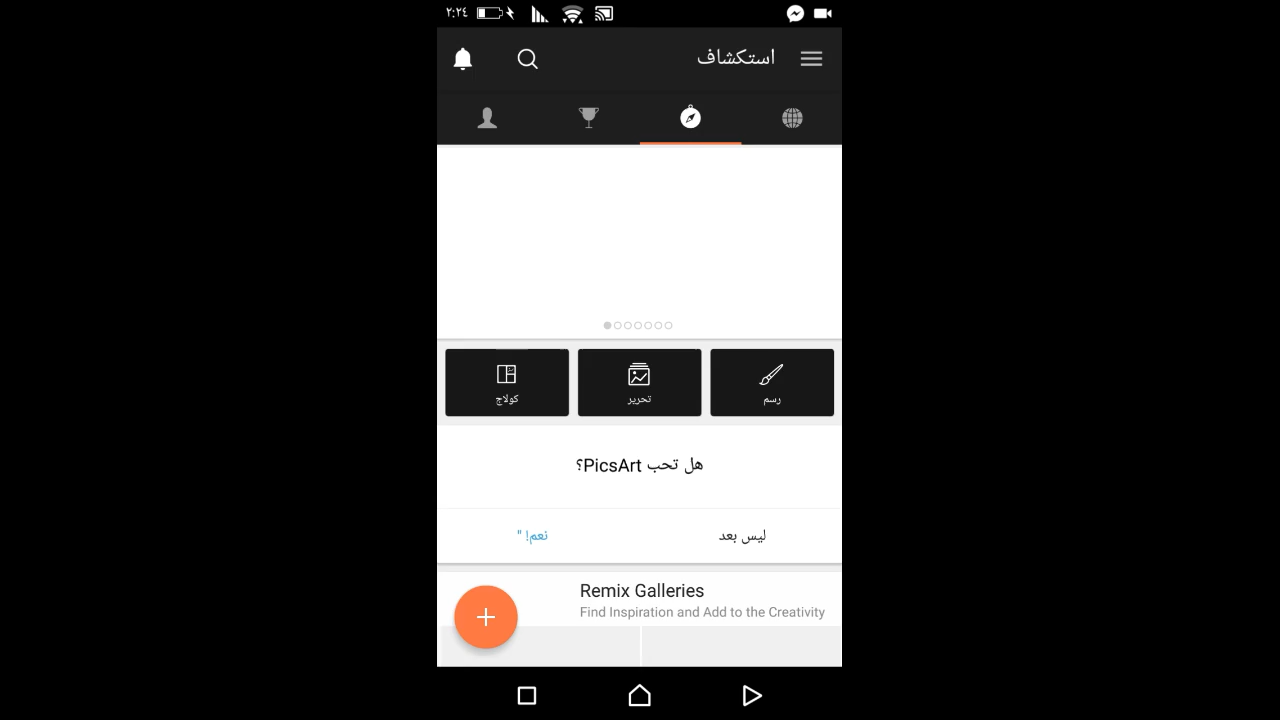 ٢:٢٤
استكشاف
رسم
تحرير
كولاج
هل تحب PicsArt؟
ليس بعد
نعم! "
Remix Galleries
Find Inspiration and Add to the Creativity